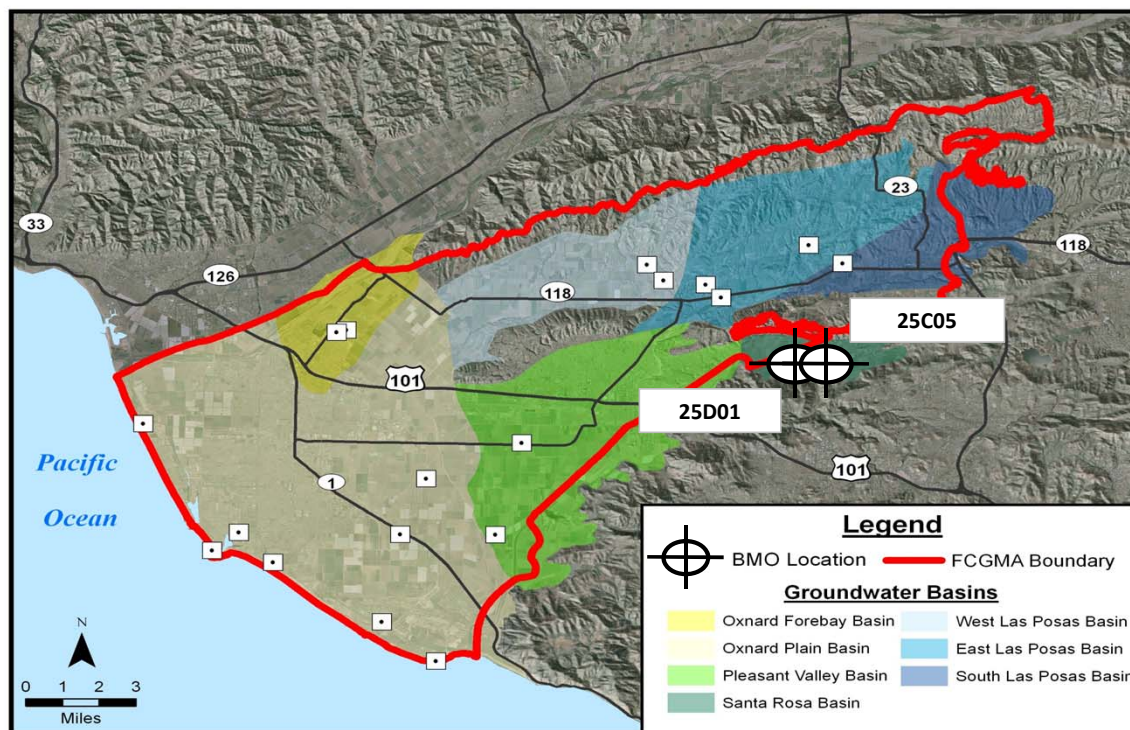 33
126
118
23
118
25C05
101
25D01
101
1
Pacific
Ocean
N
0 1 2 3
Miles
Legend
BMO Location
FCGMA Boundary
Groundwater Basins
Oxnard Forebay Basin
West Las Posas Basin
Oxnard Plain Basin
East Las Posas Basin
Pleasant Valley Basin
South Las Posas Basin
Santa Rosa Basin